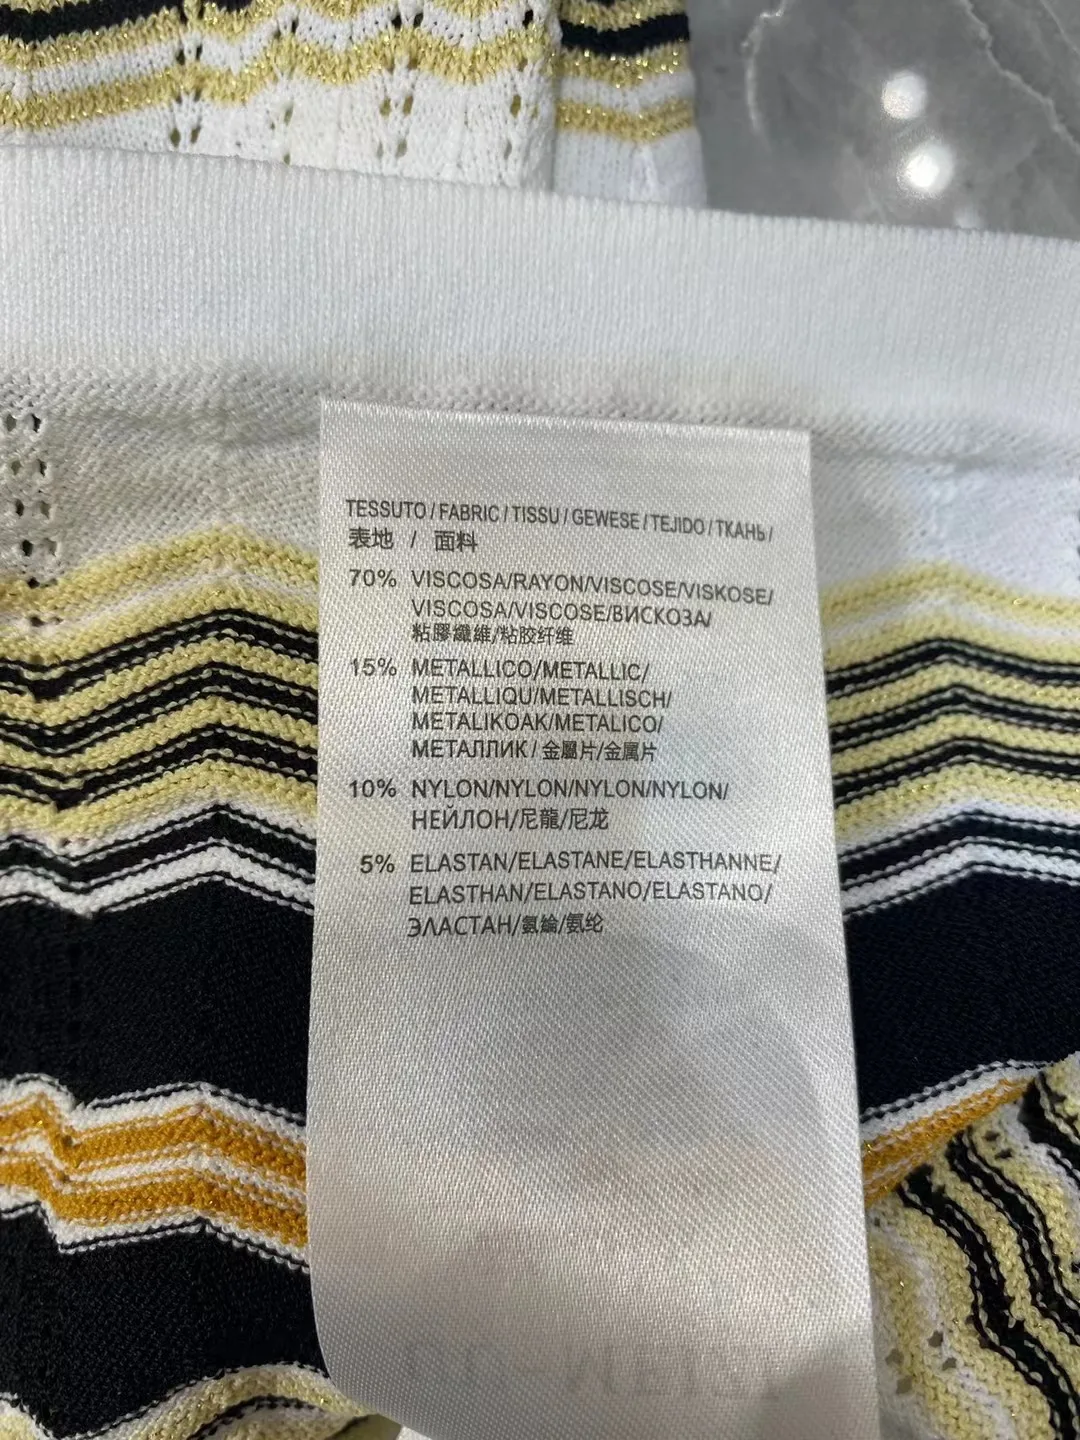 TESSUTO / FABRIC / TISSU / GEWESE / TEJIDO / ТКАНЬ /
表地 / 面料
70% VISCOSA/RAYON/VISCOSE/VISKOSE/
VISCOSA/VISCOSE/ВИСКОЗА/
粘膠纖維/粘胶纤维
15% METALLICO/METALLIC/
METALLIQU/METALLISCH/
METALIKOAK/METALICO/
МЕТАЛЛИК / 金屬片/金属片
10% NYLON/NYLON/NYLON/NYLON/
НЕЙЛОН/尼龍/尼龙
5% ELASTAN/ELASTANE/ELASTHANNE/
ELASTHAN/ELASTANO/ELASTANO/
ЭЛАСТАН/氨綸/氨纶